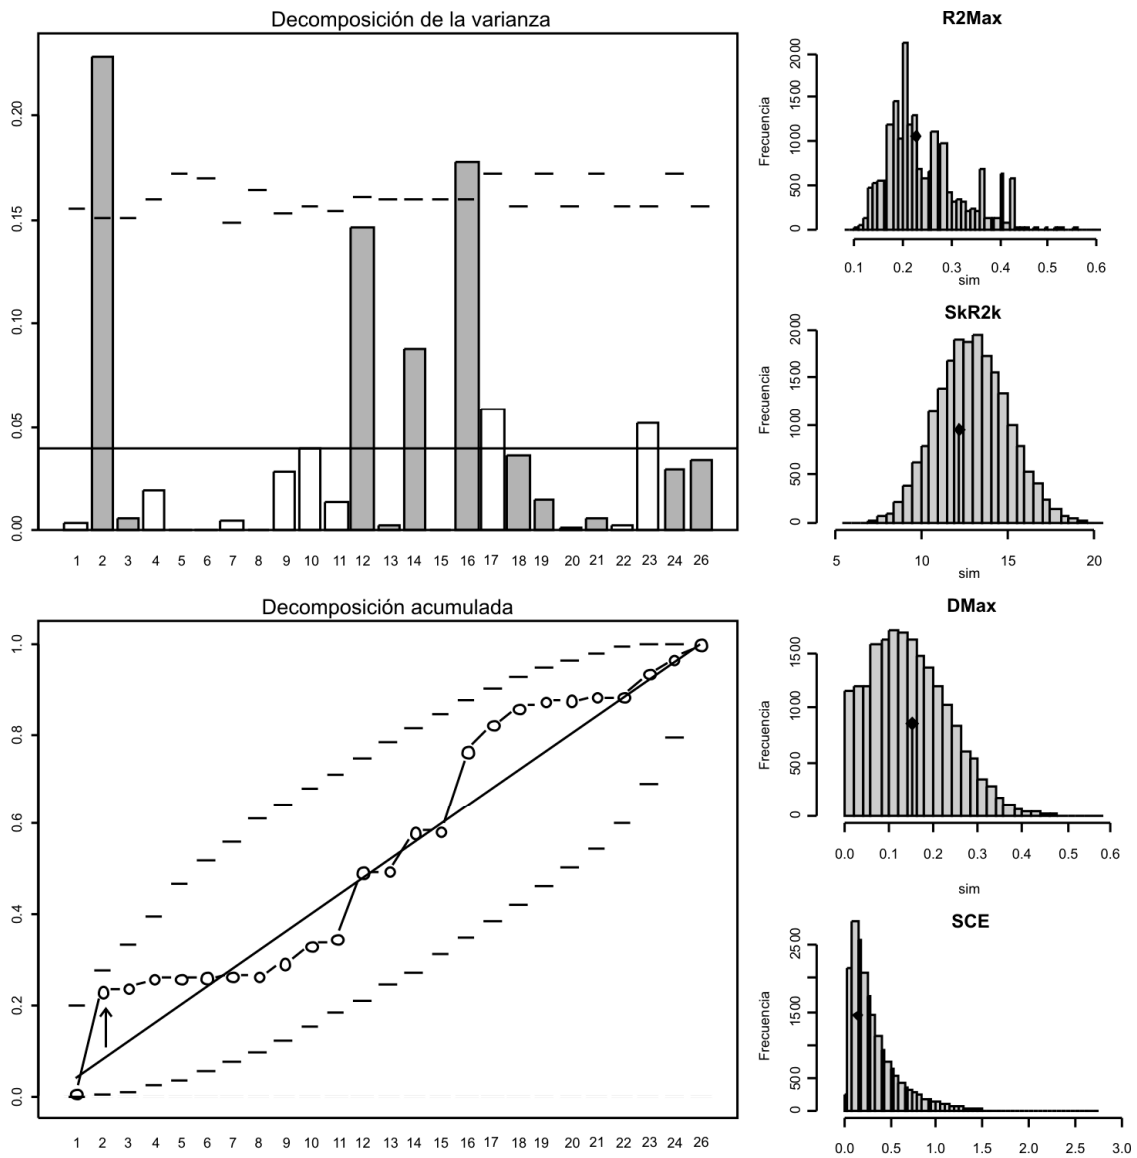 Decomposición de la varianza
0.20
0.15
0.10
0.05
0.00
1 2 3 4 5 6 7 8 9 10 11 12 13 14 15 16 17 18 19 20 21 22 23 24 26
Decomposición acumulada
1.0
0.8
0.6
0.4
0.2
0.0
1 2 3 4 5 6 7 8 9 10 11 12 13 14 15 16 17 18 19 20 21 22 23 24 26
R2Max
Frecuencia
2000
1500
1000
500
0
0.1 0.2 0.3 0.4 0.5 0.6
sim
SkR2k
Frecuencia
2000
1500
1000
500
0
5 10 15 20
sim
DMax
Frecuencia
1500
1000
500
0
0.0 0.1 0.2 0.3 0.4 0.5 0.6
sim
SCE
Frecuencia
2500
1500
500
0
0.0 0.5 1.0 1.5 2.0 2.5 3.0